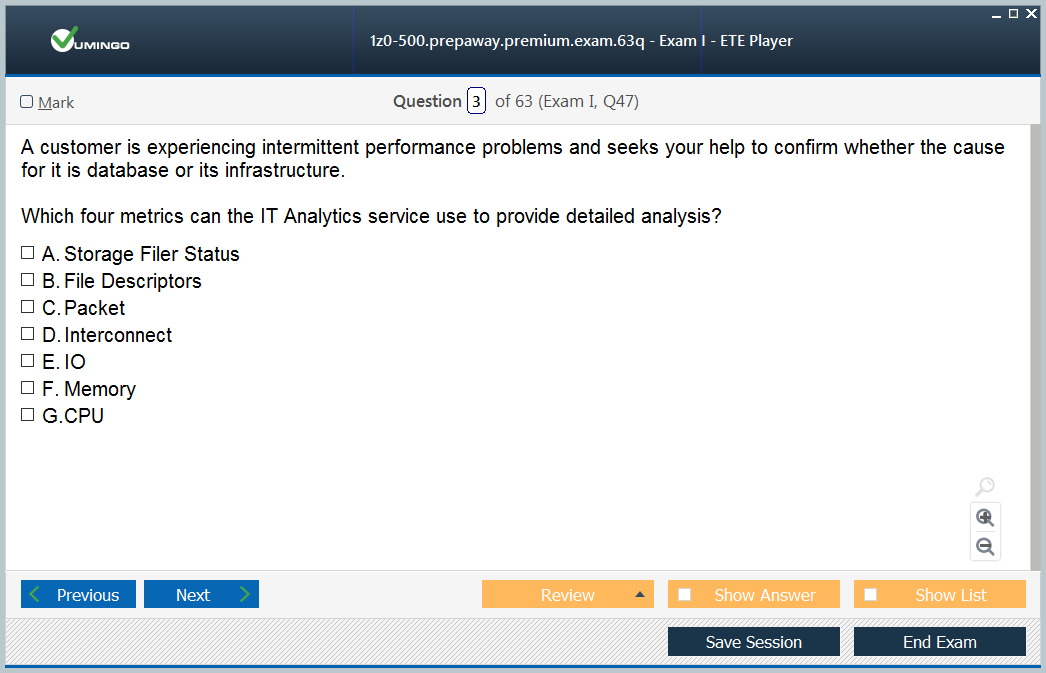 VUMINGO
1z0-500.prepaway.premium.exam.63q - Exam I - ETE Player
Mark
Question 3 of 63 (Exam I, Q47)
A customer is experiencing intermittent performance problems and seeks your help to confirm whether the cause
for it is database or its infrastructure.
Which four metrics can the IT Analytics service use to provide detailed analysis?
A. Storage Filer Status
B. File Descriptors
C. Packet
D. Interconnect
E. IO
F. Memory
G. CPU
Previous
Next
Review
Show Answer
Show List
Save Session
End Exam